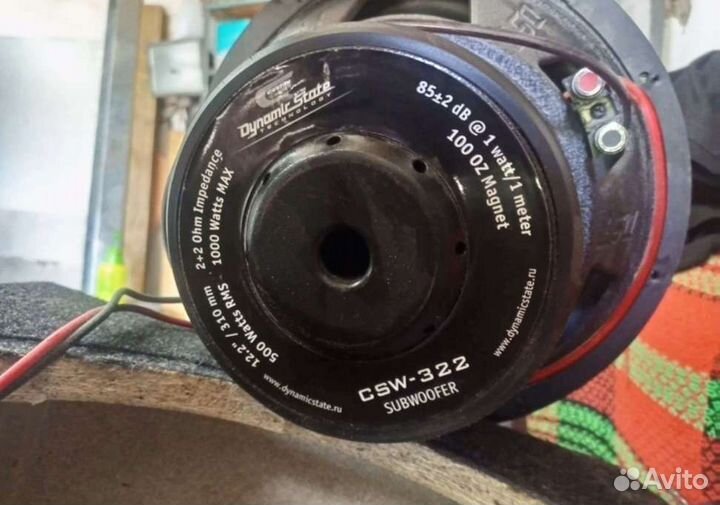 Dynamic State
TECHNOLOGY
85±2 dB @ 1 watt/1 meter
100 OZ Magnet
2+2 Ohm Impedance
1000 Watts MAX
12.2" / 310 mm
500 Watts RMS
www.dynamicstate.ru
www.dynamicstate.ru
CSW-322
SUBWOOFER
Avito